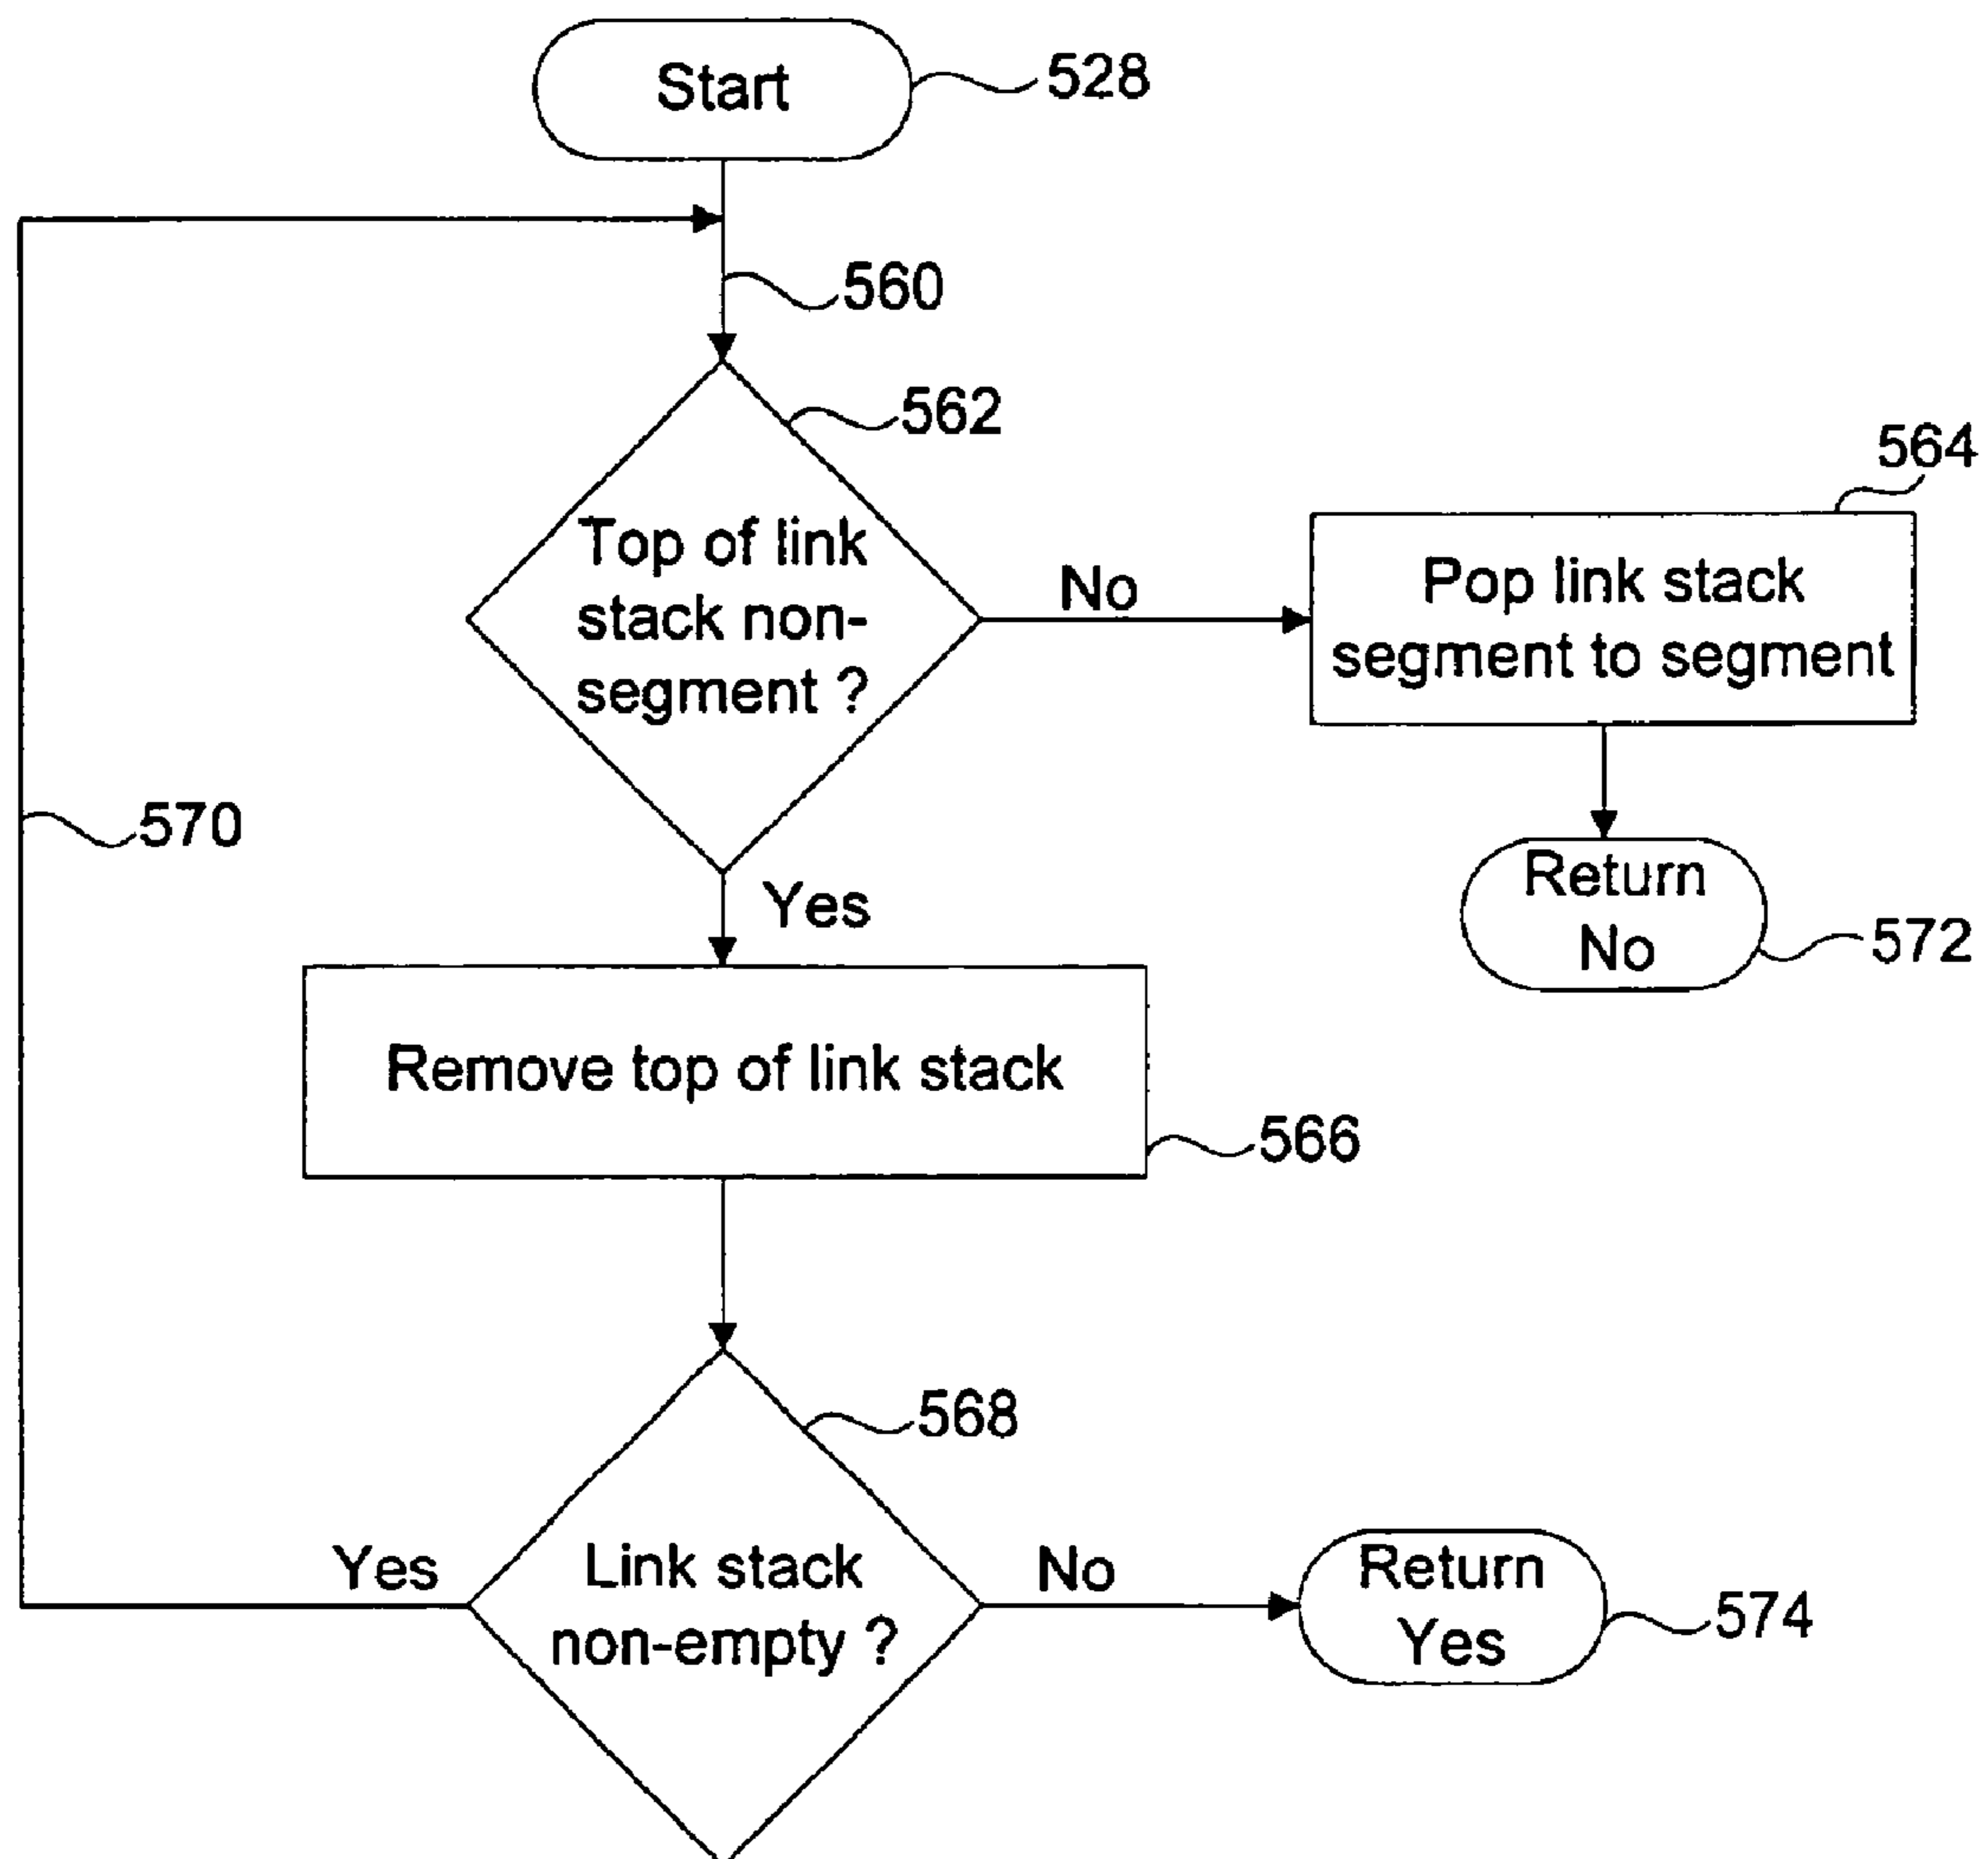 Start
528
560
562
Top of link
stack non-
segment ?
No
564
Pop link stack
segment to segment
Return
No
572
570
Yes
Remove top of link stack
566
568
Link stack
non-empty ?
Yes
No
Return
Yes
574